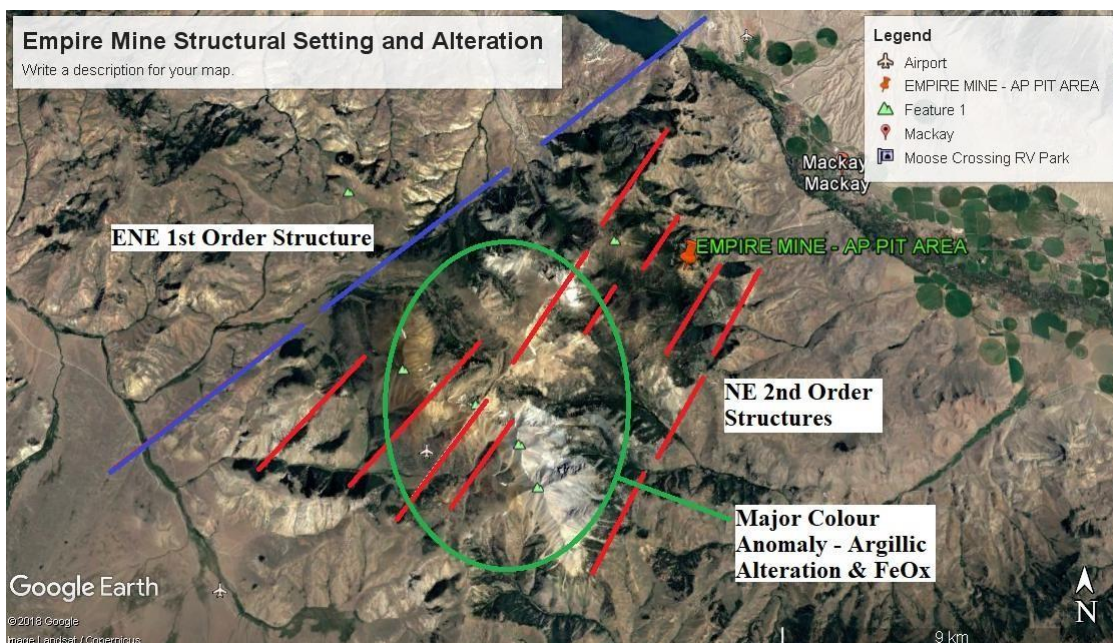 Empire Mine Structural Setting and Alteration
Write a description for your map.
Legend
Airport
EMPIRE MINE - AP PIT AREA
Feature 1
Mackay
Moose Crossing RV Park
Mackay
Mackay
ENE 1st Order Structure
EMPIRE MINE - AP PIT AREA
NE 2nd Order
Structures
Major Colour
Anomaly - Argillic
Alteration & FeOx
Google Earth
©2018 Google
Image Landsat / Copernicus
N
9 km